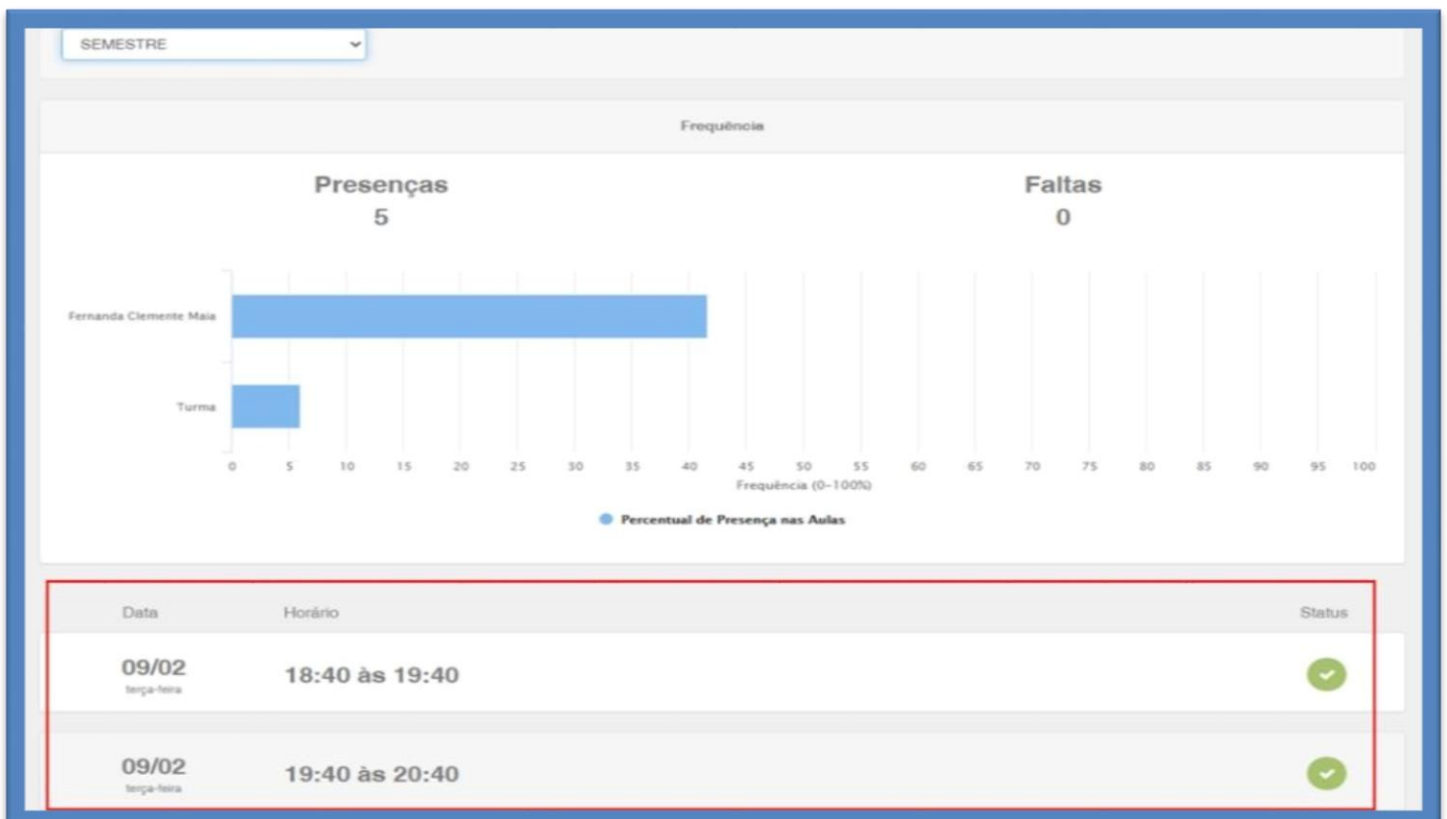 SEMESTRE
Frequência
Presenças
5
Faltas
0
Fernanda Clemente Maia
Turma
0 5 10 15 20 25 30 35 40 45 50 55 60 65 70 75 80 85 90 95 100
Frequência (0-100%)
Percentual de Presença nas Aulas
Data Horário Status
09/02 18:40 às 19:40
terça-feira
09/02 19:40 às 20:40
terça-feira